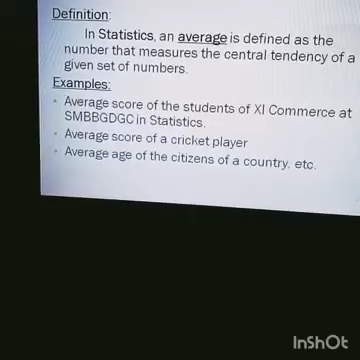 Definition:
In Statistics, an average is defined as the
number that measures the central tendency of a
given set of numbers.
Examples:
• Average score of the students of XI Commerce at
SMBBGDGC in Statistics.
• Average score of a cricket player
• Average age of the citizens of a country, etc.
InShOt